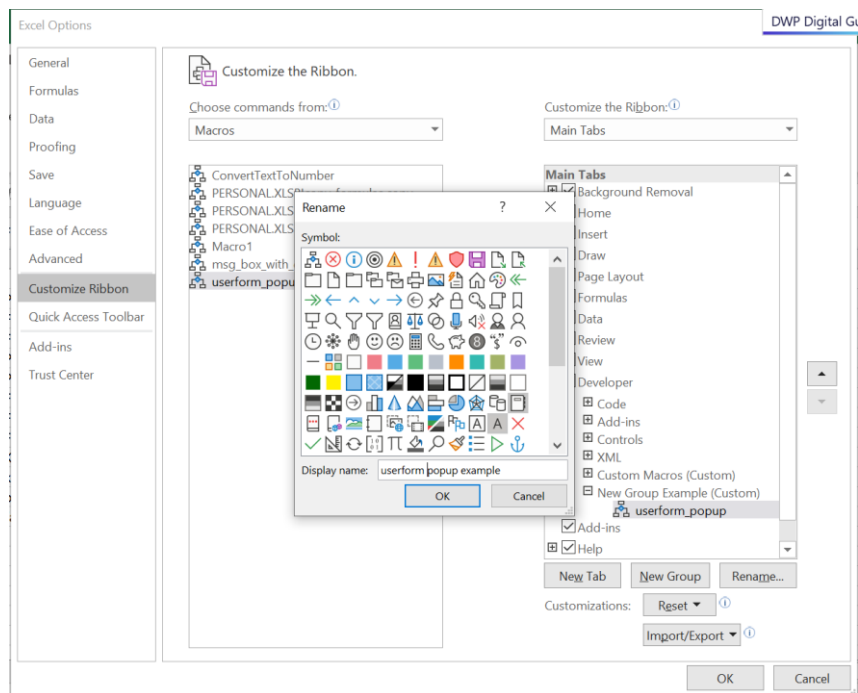 Excel Options
DWP Digital Gu
General
Formulas
Data
Proofing
Save
Language
Ease of Access
Advanced
Customize Ribbon
Quick Access Toolbar
Add-ins
Trust Center
Customize the Ribbon.
Choose commands from:
Macros
ConvertTextToNumber
PERSONAL.XLSB!
PERSONAL.XLS
PERSONAL.XLS
Macro1
msg_box_with_
userform_popu
Customize the Ribbon:
Main Tabs
Main Tabs
Background Removal
Home
Insert
Draw
Page Layout
Formulas
Data
Review
View
Developer
Code
Add-ins
Controls
XML
Custom Macros (Custom)
New Group Example (Custom)
userform_popup
Add-ins
Help
New Tab
New Group
Rename...
Customizations:
Reset
Import/Export
OK
Cancel
Rename
?
Symbol:
Display name:
userform popup example
OK
Cancel